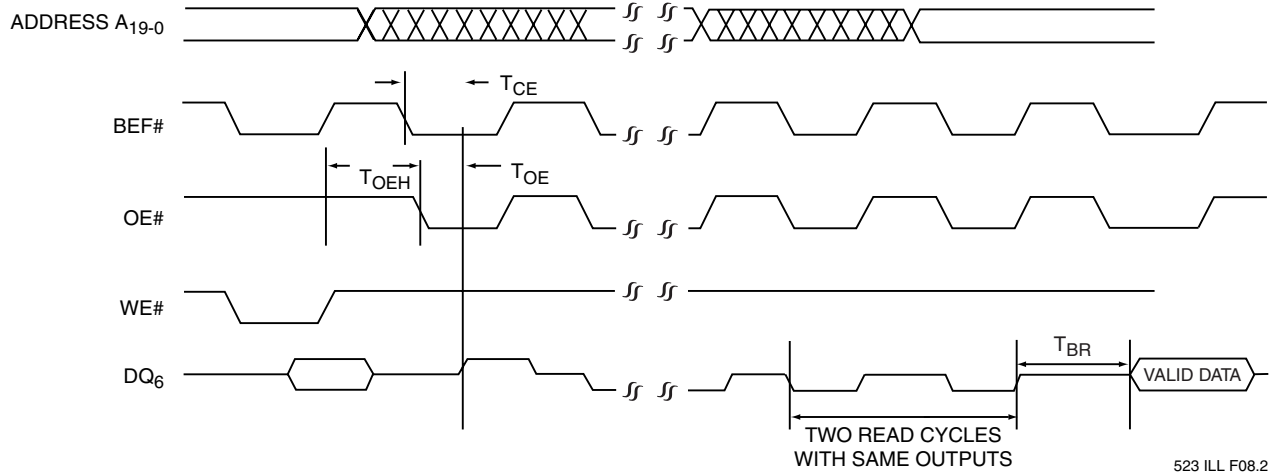 ADDRESS A19-0
TCE
BEF#
TOEH
TOE
OE#
WE#
TBR
DQ6
VALID DATA
TWO READ CYCLES
WITH SAME OUTPUTS
523 ILL F08.2